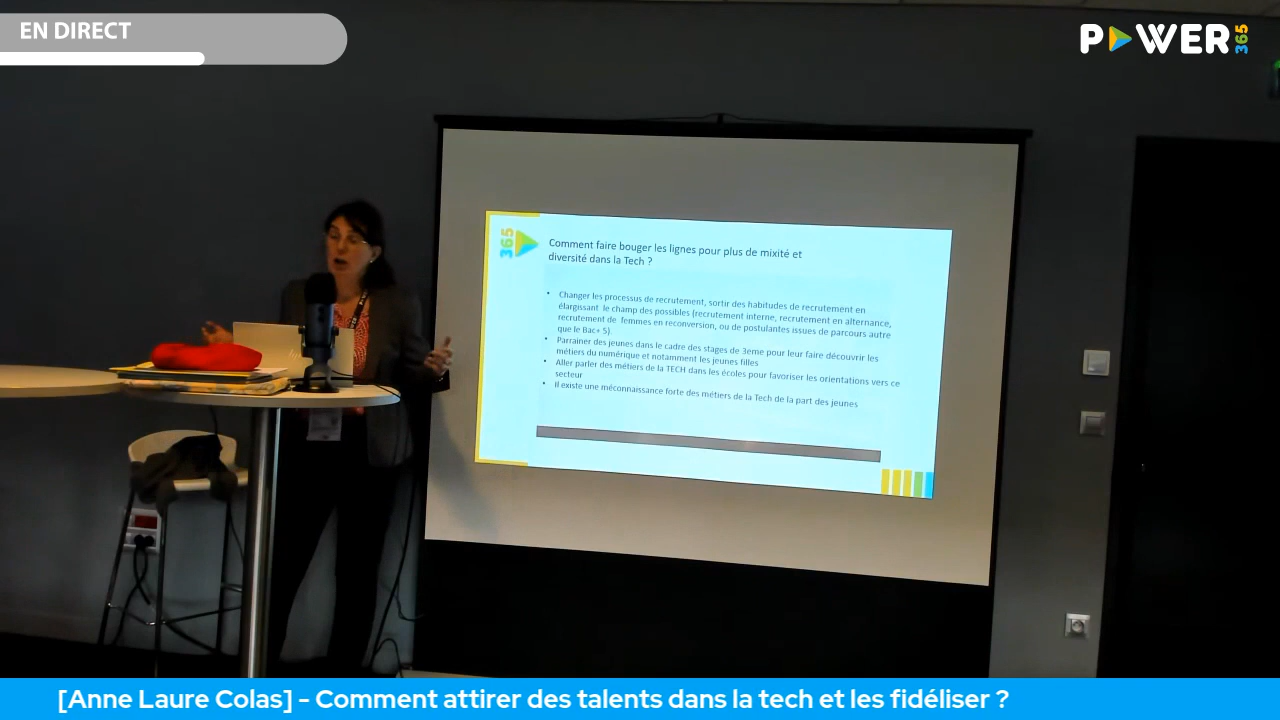 EN DIRECT
POWER
365
365
Comment faire bouger les lignes pour plus de mixité et
diversité dans la Tech ?
• Changer les processus de recrutement, sortir des habitudes de recrutement en
élargissant le champ des possibles (recrutement interne, recrutement en alternance,
recrutement de femmes en reconversion, ou de postulantes issues de parcours autre
que le Bac+ 5).
• Parrainer des jeunes dans le cadre des stages de 3eme pour leur faire découvrir les
métiers du numérique et notamment les jeunes filles
• Aller parler des métiers de la TECH dans les écoles pour favoriser les orientations vers ce
secteur
• Il existe une méconnaissance forte des métiers de la Tech de la part des jeunes
[Anne Laure Colas] - Comment attirer des talents dans la tech et les fidéliser ?